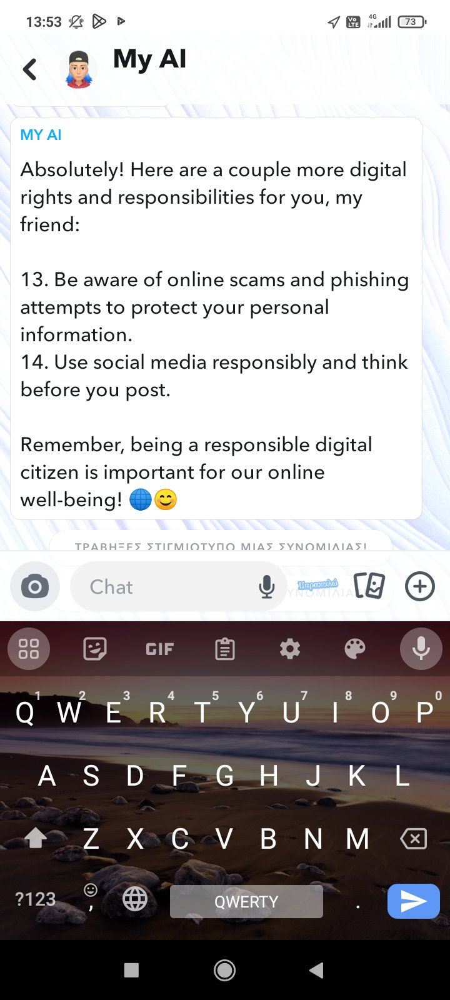 13:53
Vo LTE
4G
73
My AI
MY AI
Absolutely! Here are a couple more digital
rights and responsibilities for you, my
friend:
13. Be aware of online scams and phishing
attempts to protect your personal
information.
14. Use social media responsibly and think
before you post.
Remember, being a responsible digital
citizen is important for our online
well-being! 🌐😊
ΤΡΑΒΗΞΕΣ ΣΤΙΓΜΙΟΤΥΠΟ ΜΙΑΣ ΣΥΝΟΜΙΛΙΑΣ!
Chat
Παρακαλώ
GIF
1 2 3 4 5 6 7 8 9 0
Q W E R T Y U I O P
A S D F G H J K L
Z X C V B N M
?123 , QWERTY .